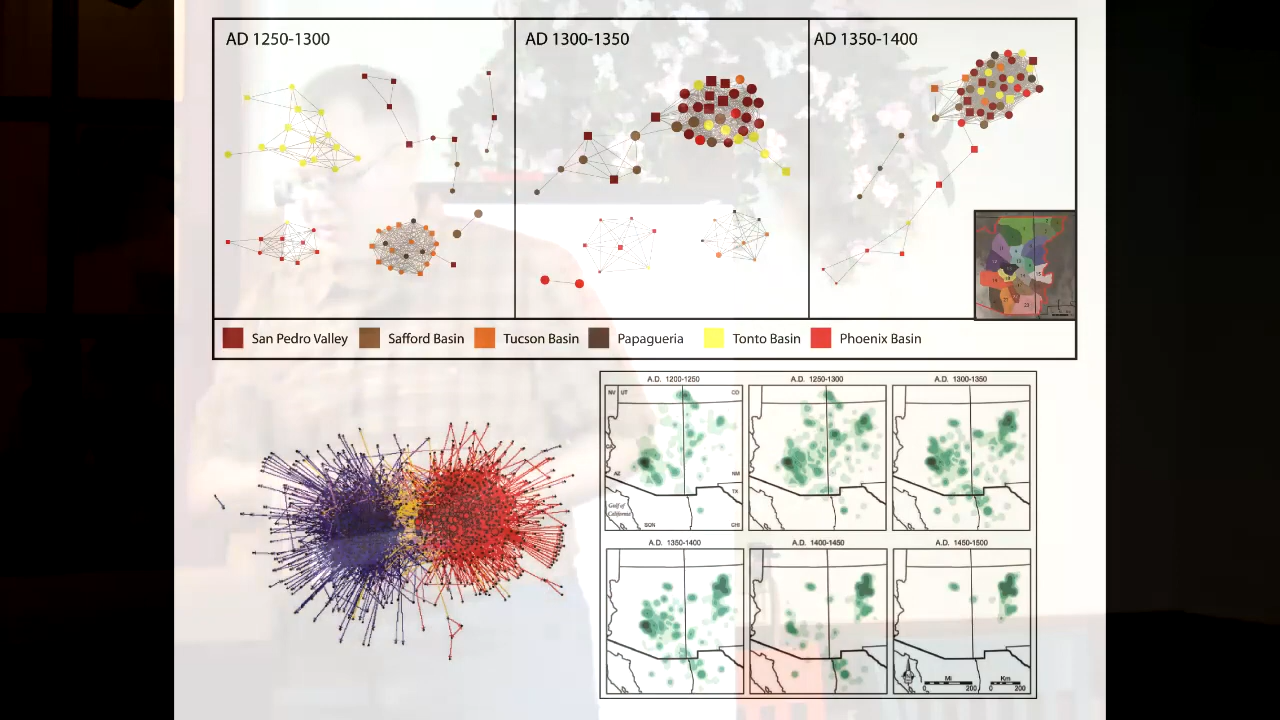 AD 1250-1300
AD 1300-1350
AD 1350-1400
San Pedro Valley
Safford Basin
Tucson Basin
Papagueria
Tonto Basin
Phoenix Basin
A.D. 1200-1250
A.D. 1250-1300
A.D. 1300-1350
NV UT CO
AZ NM
TX
Gulf of
California
SON CHI
A.D. 1350-1400
A.D. 1400-1450
A.D. 1450-1500
Mi Km
0 200 0 200